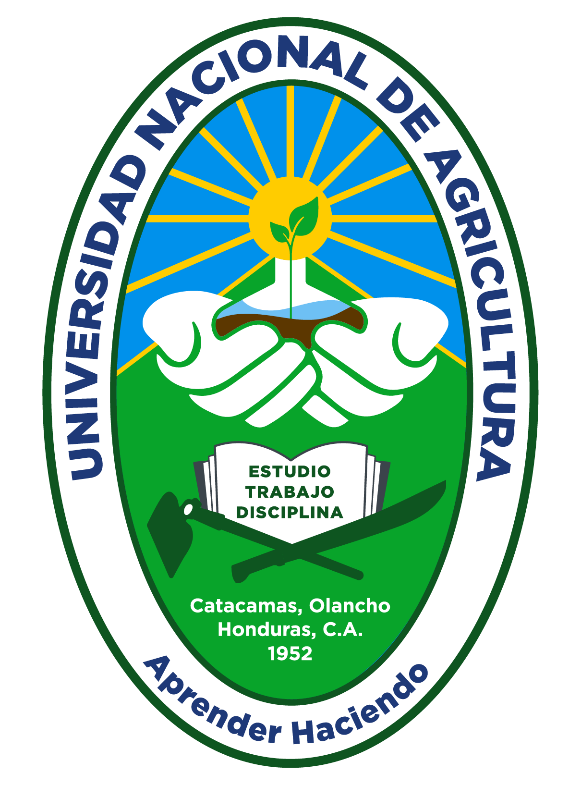 UNIVERSIDAD NACIONAL DE AGRICULTURA
ESTUDIO
TRABAJO
DISCIPLINA
Catacamas, Olancho
Honduras, C.A.
1952
Aprender Haciendo